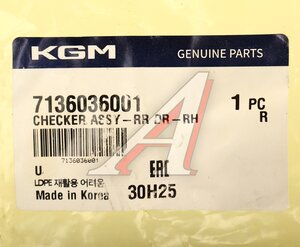 KGM
GENUINE PARTS
7136036001
1 PC
CHECKER ASSY-RR DR-RH
R
7136036001
U
EAC
LDPE 재활용 어려움
Made in Korea
30H25